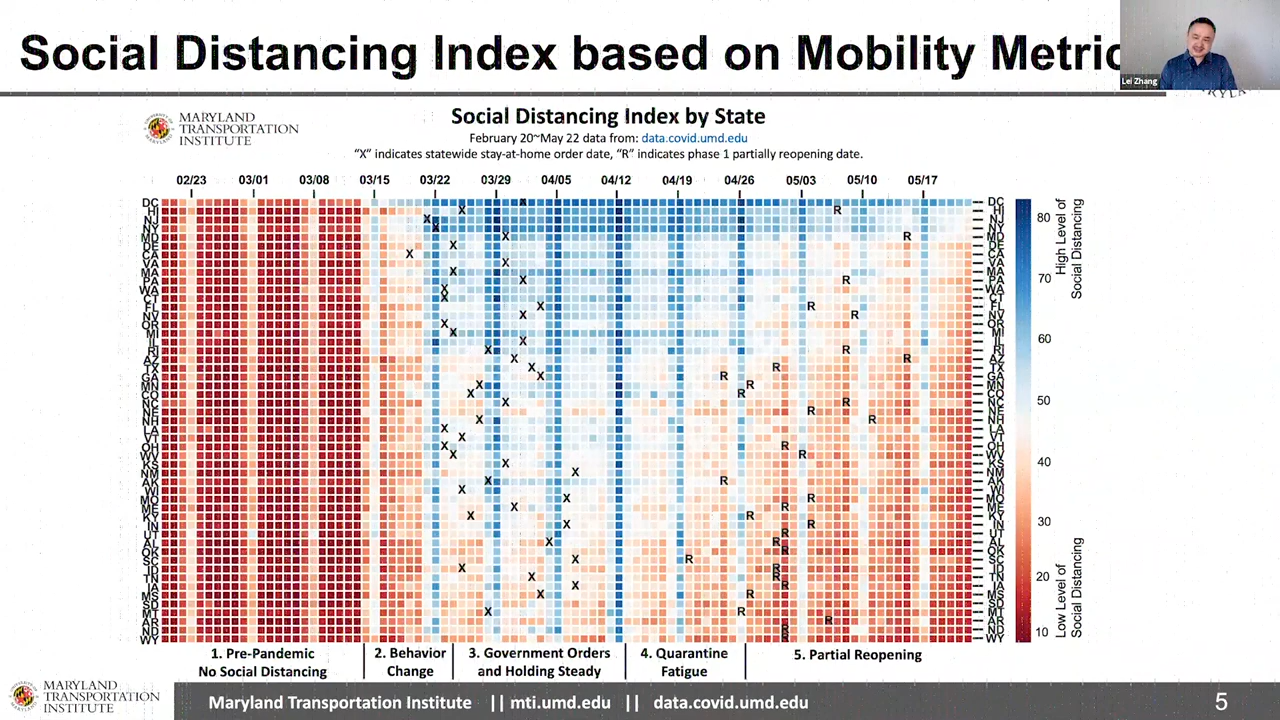 Social Distancing Index based on Mobility Metric
Lei Zhang
MARYLAND
TRANSPORTATION
INSTITUTE
Social Distancing Index by State
February 20~May 22 data from: data.covid.umd.edu
“X” indicates statewide stay-at-home order date, “R” indicates phase 1 partially reopening date.
02/23 03/01 03/08 03/15 03/22 03/29 04/05 04/12 04/19 04/26 05/03 05/10 05/17
DC
HI
NJ
NY
MD
DE
CA
VA
MA
PA
WA
CT
FL
NV
OR
MI
IL
RI
AZ
TX
GA
MN
CO
NC
NE
NH
LA
VT
OH
WV
KS
NM
AK
WI
MO
ME
KY
IN
UT
AL
OK
SC
ID
TN
IA
MS
SD
MT
AR
ND
WY
80
70
60
50
40
30
20
10
High Level of
Social Distancing
Low Level of
Social Distancing
1. Pre-Pandemic
No Social Distancing
2. Behavior
Change
3. Government Orders
and Holding Steady
4. Quarantine
Fatigue
5. Partial Reopening
MARYLAND
TRANSPORTATION
INSTITUTE
Maryland Transportation Institute || mti.umd.edu || data.covid.umd.edu
5